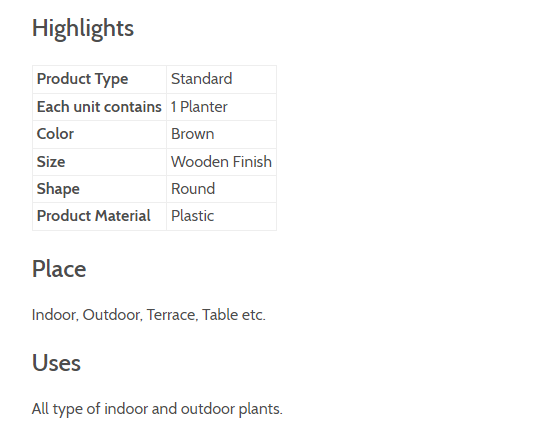 Highlights
Product Type Standard
Each unit contains 1 Planter
Color Brown
Size Wooden Finish
Shape Round
Product Material Plastic
Place
Indoor, Outdoor, Terrace, Table etc.
Uses
All type of indoor and outdoor plants.